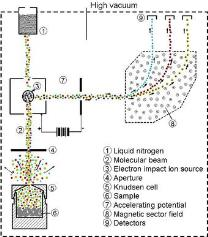 High vacuum
⑨
①
⑦
③
②
⑧
④
⑤
⑥
① Liquid nitrogen
② Molecular beam
③ Electron impact ion source
④ Aperture
⑤ Knudsen cell
⑥ Sample
⑦ Accelerating potential
⑧ Magnetic sector field
⑨ Detectors